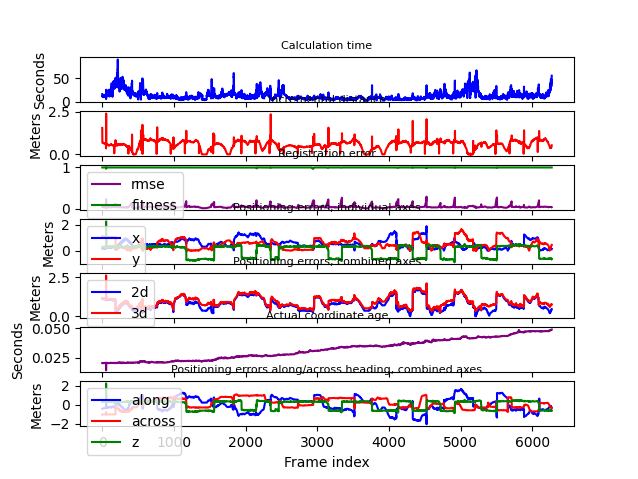 Calculation time
Seconds
50
0
Meters
2.5
0.0
Registration error
1
0
rmse
fitness
Positioning errors, individual axes
Meters
2
0
x
y
Positioning errors, combined axes
Meters
2.5
0.0
2d
3d
Actual coordinate age
Seconds
0.050
0.025
Positioning errors along/across heading, combined axes
Meters
2
0
−2
along
across
z
0 1000 2000 3000 4000 5000 6000
Frame index